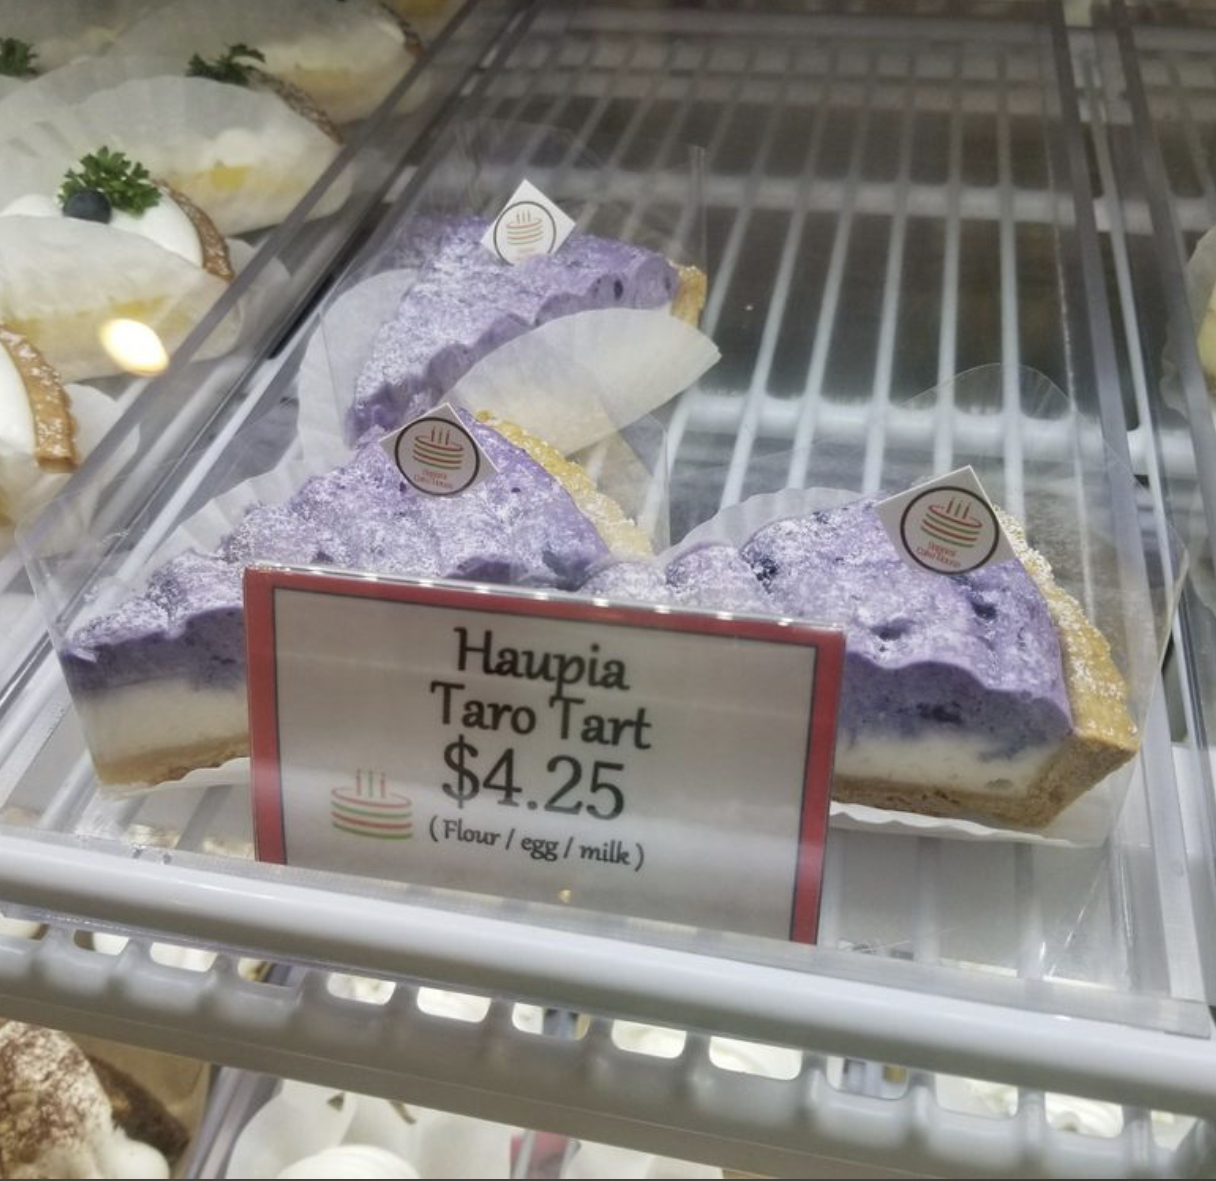 Haupia
Taro Tart
$4.25
( Flour / egg / milk )